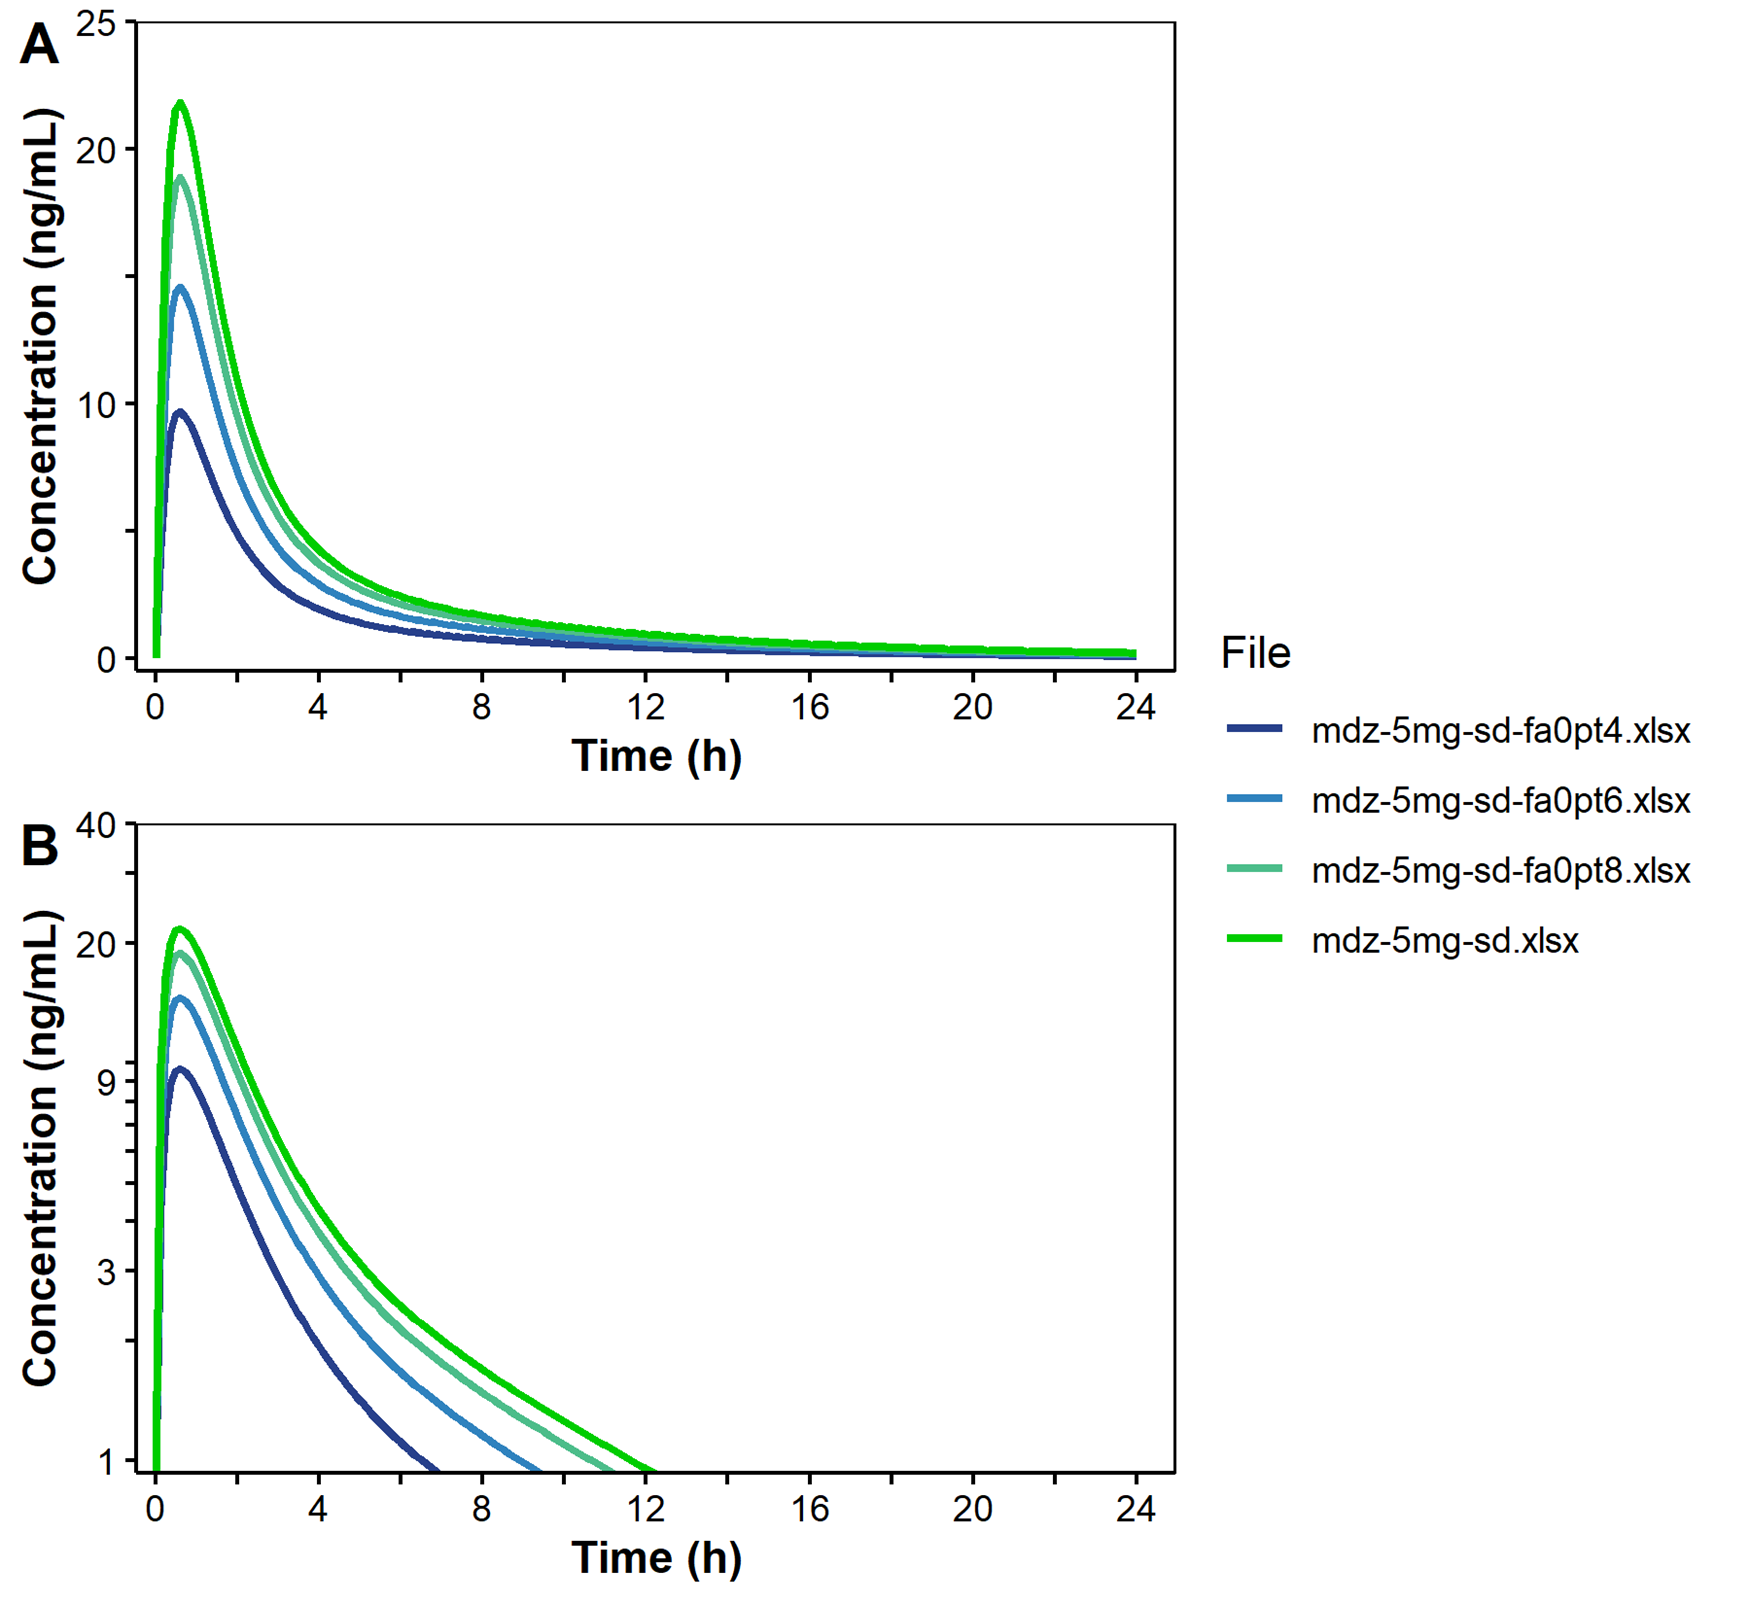 A
Concentration (ng/mL)
25
20
10
0
0 4 8 12 16 20 24
Time (h)
B
Concentration (ng/mL)
40
20
9
3
1
0 4 8 12 16 20 24
Time (h)
File
mdz-5mg-sd-fa0pt4.xlsx
mdz-5mg-sd-fa0pt6.xlsx
mdz-5mg-sd-fa0pt8.xlsx
mdz-5mg-sd.xlsx